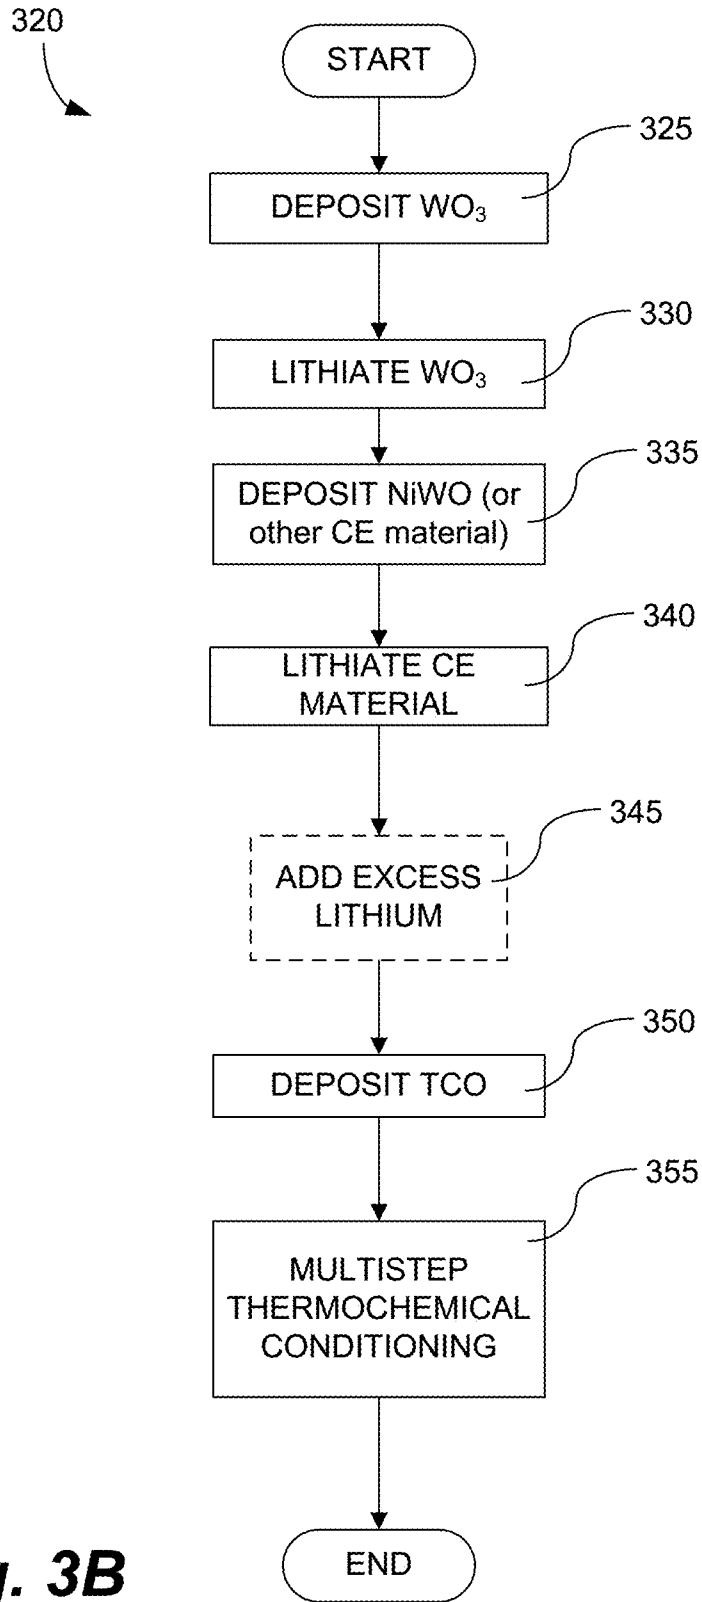 320
START
325
DEPOSIT WO₃
330
LITHIATE WO₃
335
DEPOSIT NiWO (or
other CE material)
340
LITHIATE CE
MATERIAL
345
ADD EXCESS
LITHIUM
350
DEPOSIT TCO
355
MULTISTEP
THERMOCHEMICAL
CONDITIONING
END
3B